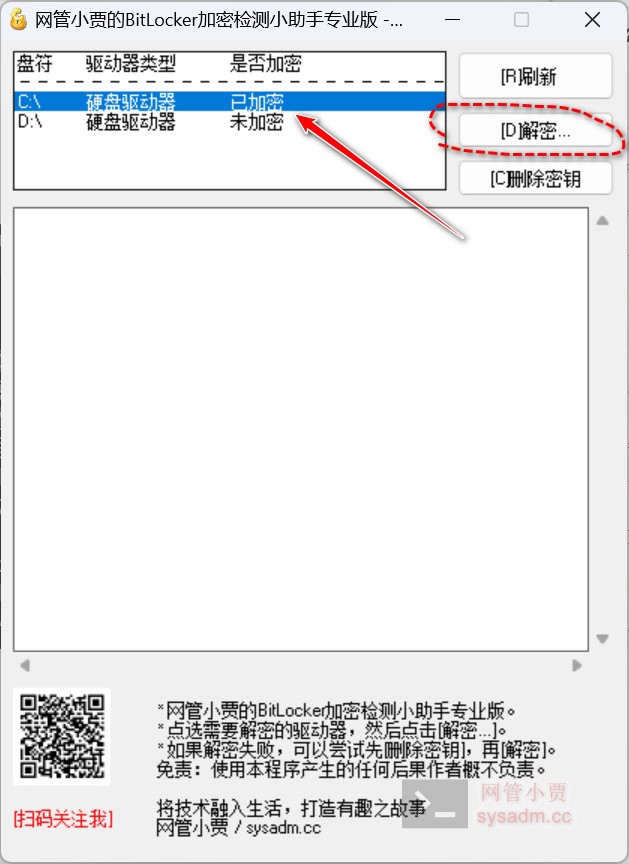 网管小贾的BitLocker加密检测小助手专业版 -...
盘符 驱动器类型 是否加密
C:\ 硬盘驱动器 已加密
D:\ 硬盘驱动器 未加密
[R]刷新
[D]解密...
[C]删除密钥
*网管小贾的BitLocker加密检测小助手专业版。
*点选需要解密的驱动器，然后点击[解密...]。
*如果解密失败，可以尝试先[删除密钥]，再[解密]。
免责：使用本程序产生的任何后果作者概不负责。
将技术融入生活，打造有趣之故事
网管小贾 / sysadm.cc
[扫码关注我]
网管小贾
sysadm.cc